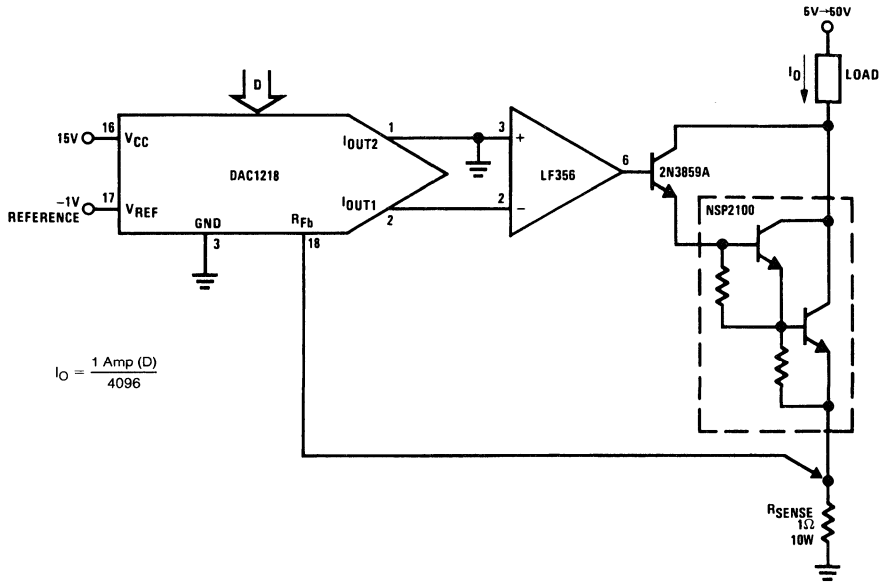 5V→50V
I_O
LOAD
D
15V
16
V_CC
I_OUT2
1
3
+
6
2N3859A
DAC1218
LF356
−1V
REFERENCE
17
V_REF
GND
R_Fb
I_OUT1
2
2
−
3
18
NSP2100
I_O = 1 Amp (D) / 4096
R_SENSE
1Ω
10W